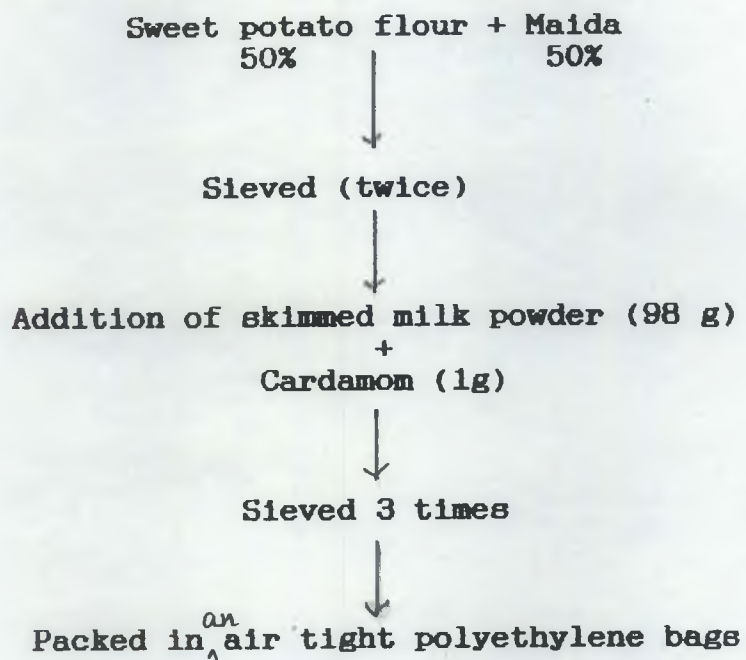 Sweet potato flour + Maida
50% 50%
Sieved (twice)
Addition of skimmed milk powder (98 g)
+
Cardamom (1g)
Sieved 3 times
Packed in an air tight polyethylene bags